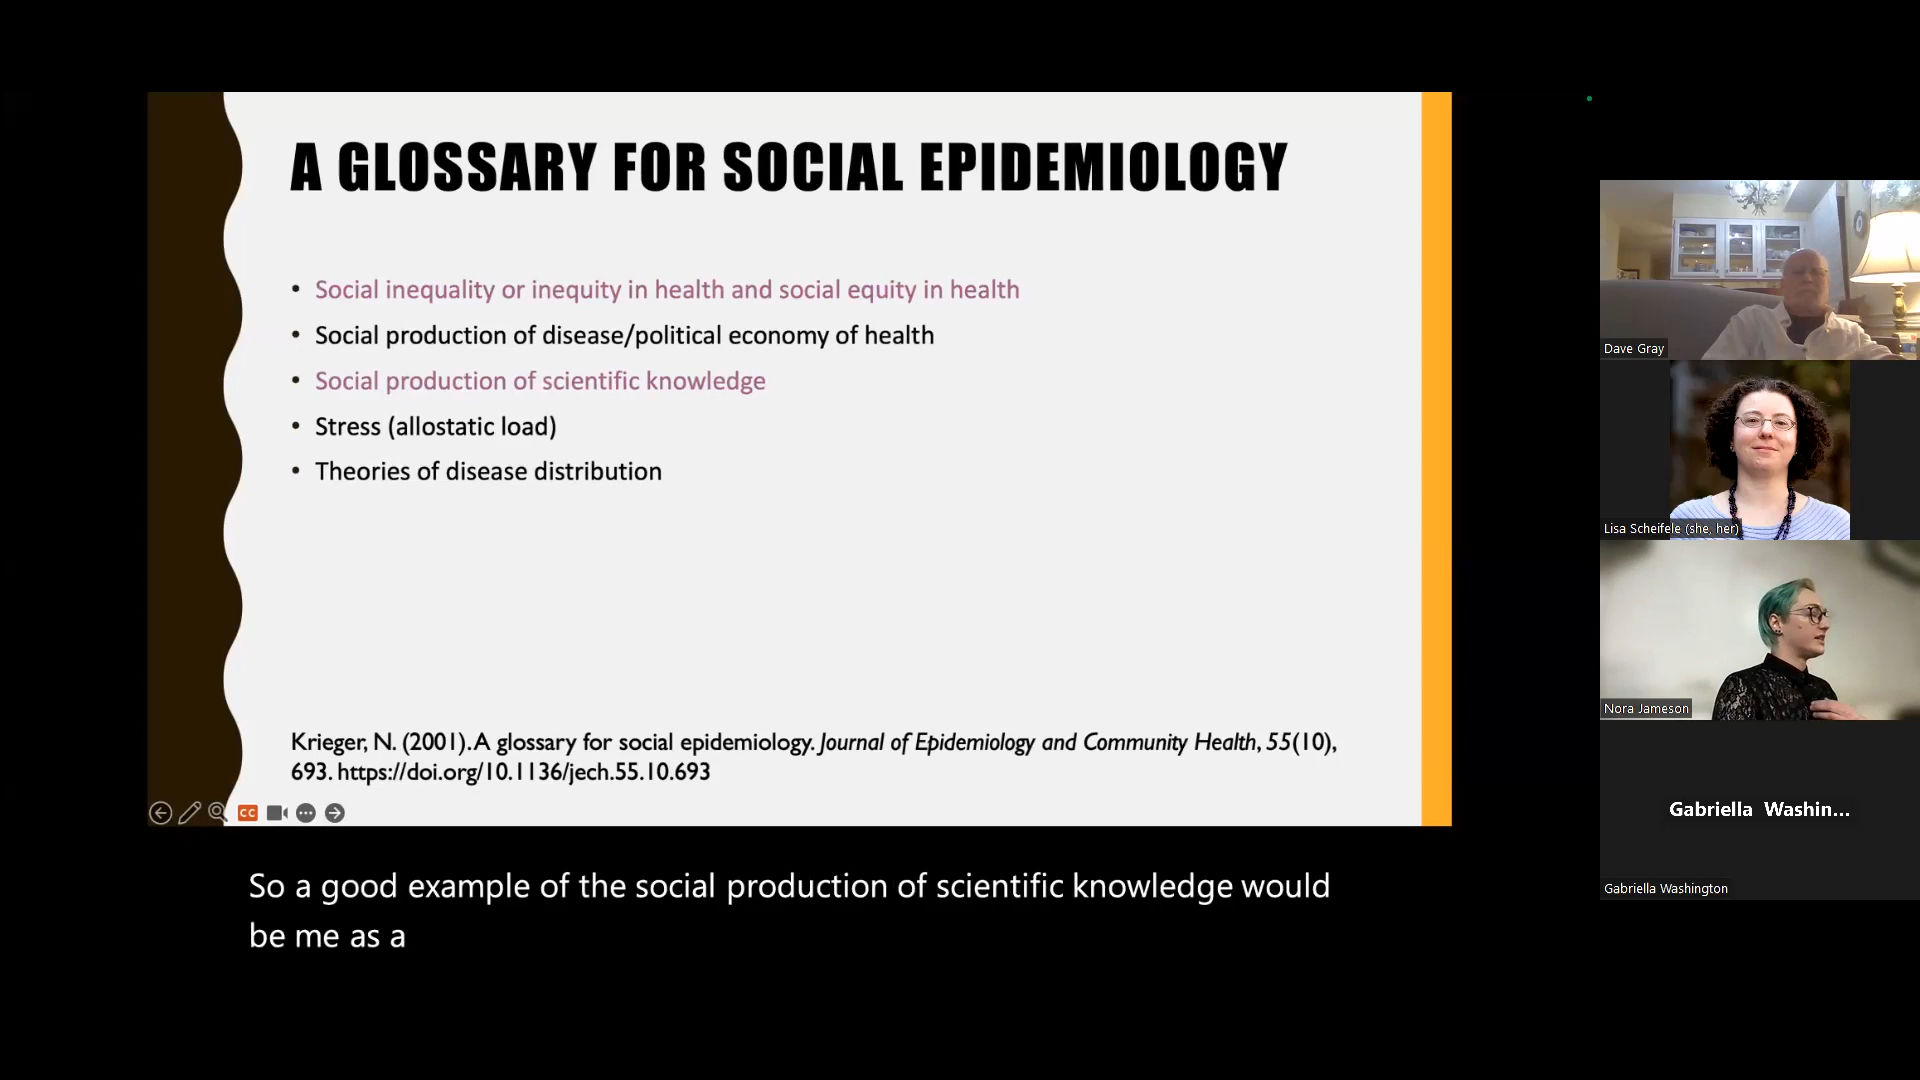 A GLOSSARY FOR SOCIAL EPIDEMIOLOGY
• Social inequality or inequity in health and social equity in health
• Social production of disease/political economy of health
• Social production of scientific knowledge
• Stress (allostatic load)
• Theories of disease distribution
Krieger, N. (2001). A glossary for social epidemiology. Journal of Epidemiology and Community Health, 55(10),
693. https://doi.org/10.1136/jech.55.10.693
CC
So a good example of the social production of scientific knowledge would
be me as a
Dave Gray
Lisa Scheifele (she, her)
Nora Jameson
Gabriella Washin...
Gabriella Washington